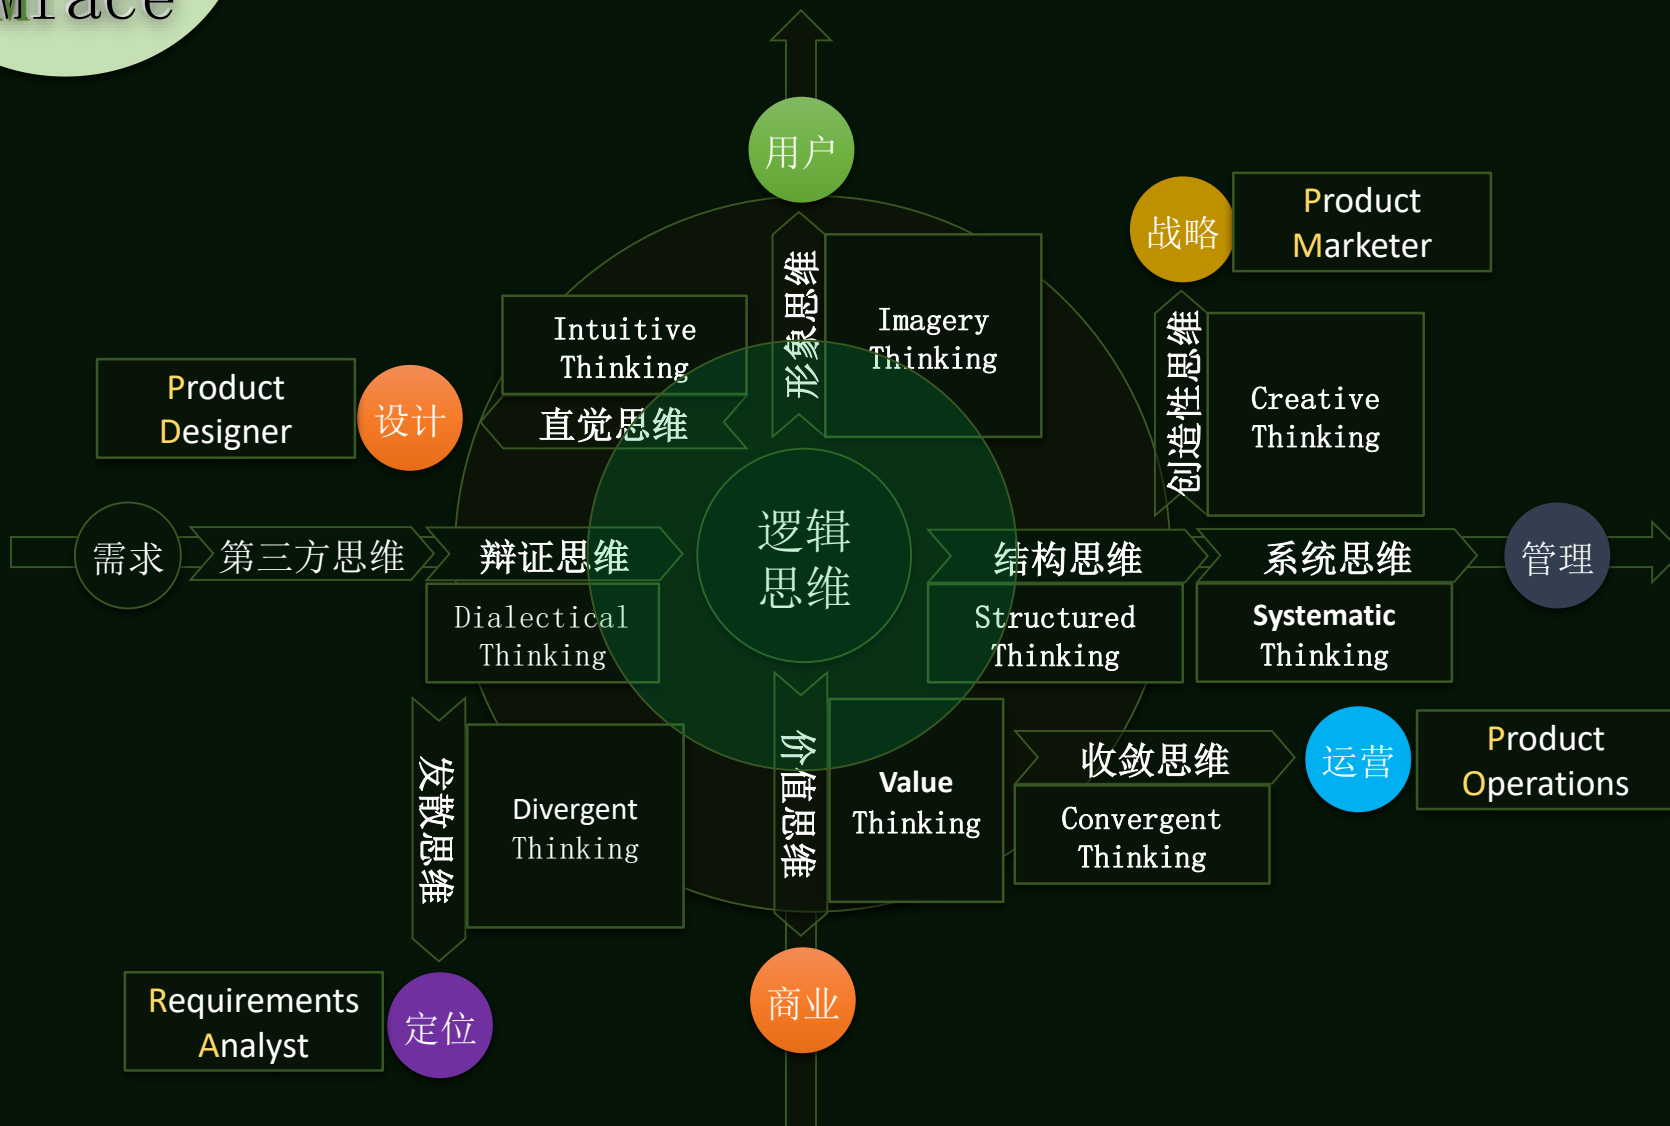 Mface
用户
战略
Product
Marketer
形象思维
Imagery
Thinking
Intuitive
Thinking
直觉思维
创造性思维
Creative
Thinking
Product
Designer
设计
需求
第三方思维
辩证思维
Dialectical
Thinking
逻辑
思维
结构思维
Structured
Thinking
系统思维
Systematic
Thinking
管理
发散思维
Divergent
Thinking
价值思维
Value
Thinking
收敛思维
Convergent
Thinking
运营
Product
Operations
Requirements
Analyst
定位
商业